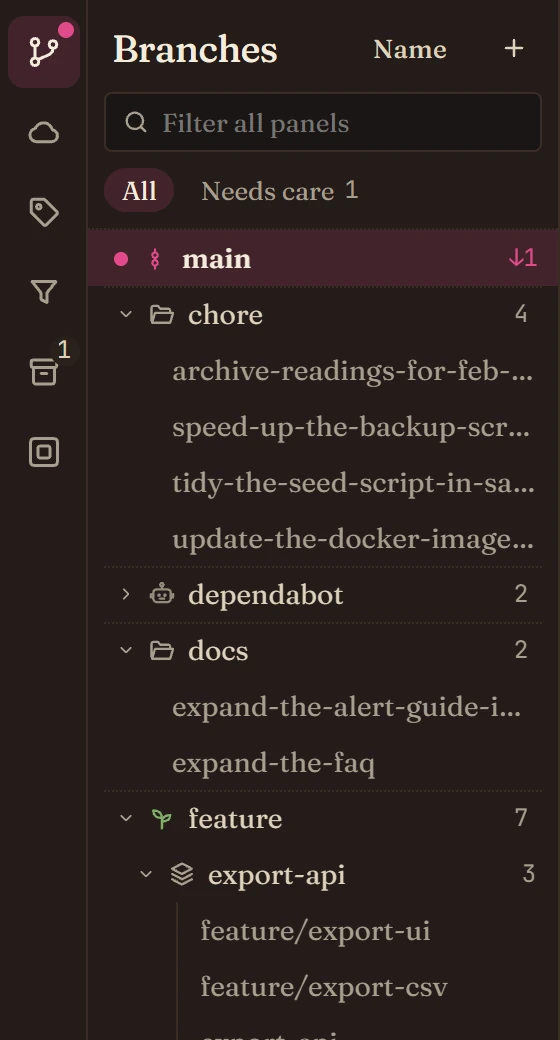 Branches Name +
Filter all panels
All Needs care 1
main ↓1
1
chore 4
archive-readings-for-feb-...
speed-up-the-backup-scr...
tidy-the-seed-script-in-sa...
update-the-docker-image...
dependabot 2
docs 2
expand-the-alert-guide-i...
expand-the-faq
feature 7
export-api 3
feature/export-ui
feature/export-csv
export-api